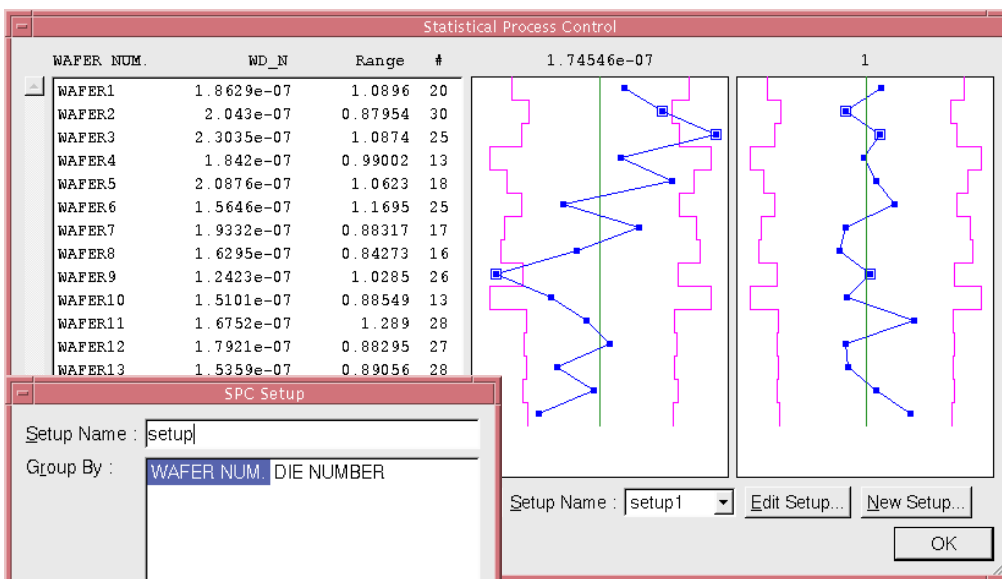 Statistical Process Control
WAFER NUM. WD_N Range # 1.74546e-07 1
WAFER1 1.8629e-07 1.0896 20
WAFER2 2.043e-07 0.87954 30
WAFER3 2.3035e-07 1.0874 25
WAFER4 1.842e-07 0.99002 13
WAFER5 2.0876e-07 1.0623 18
WAFER6 1.5646e-07 1.1695 25
WAFER7 1.9332e-07 0.88317 17
WAFER8 1.6295e-07 0.84273 16
WAFER9 1.2423e-07 1.0285 26
WAFER10 1.5101e-07 0.88549 13
WAFER11 1.6752e-07 1.289 28
WAFER12 1.7921e-07 0.88295 27
WAFER13 1.5359e-07 0.89056 28
SPC Setup
Setup Name : setup
Group By : WAFER NUM. DIE NUMBER
Setup Name : setup1 Edit Setup... New Setup...
OK